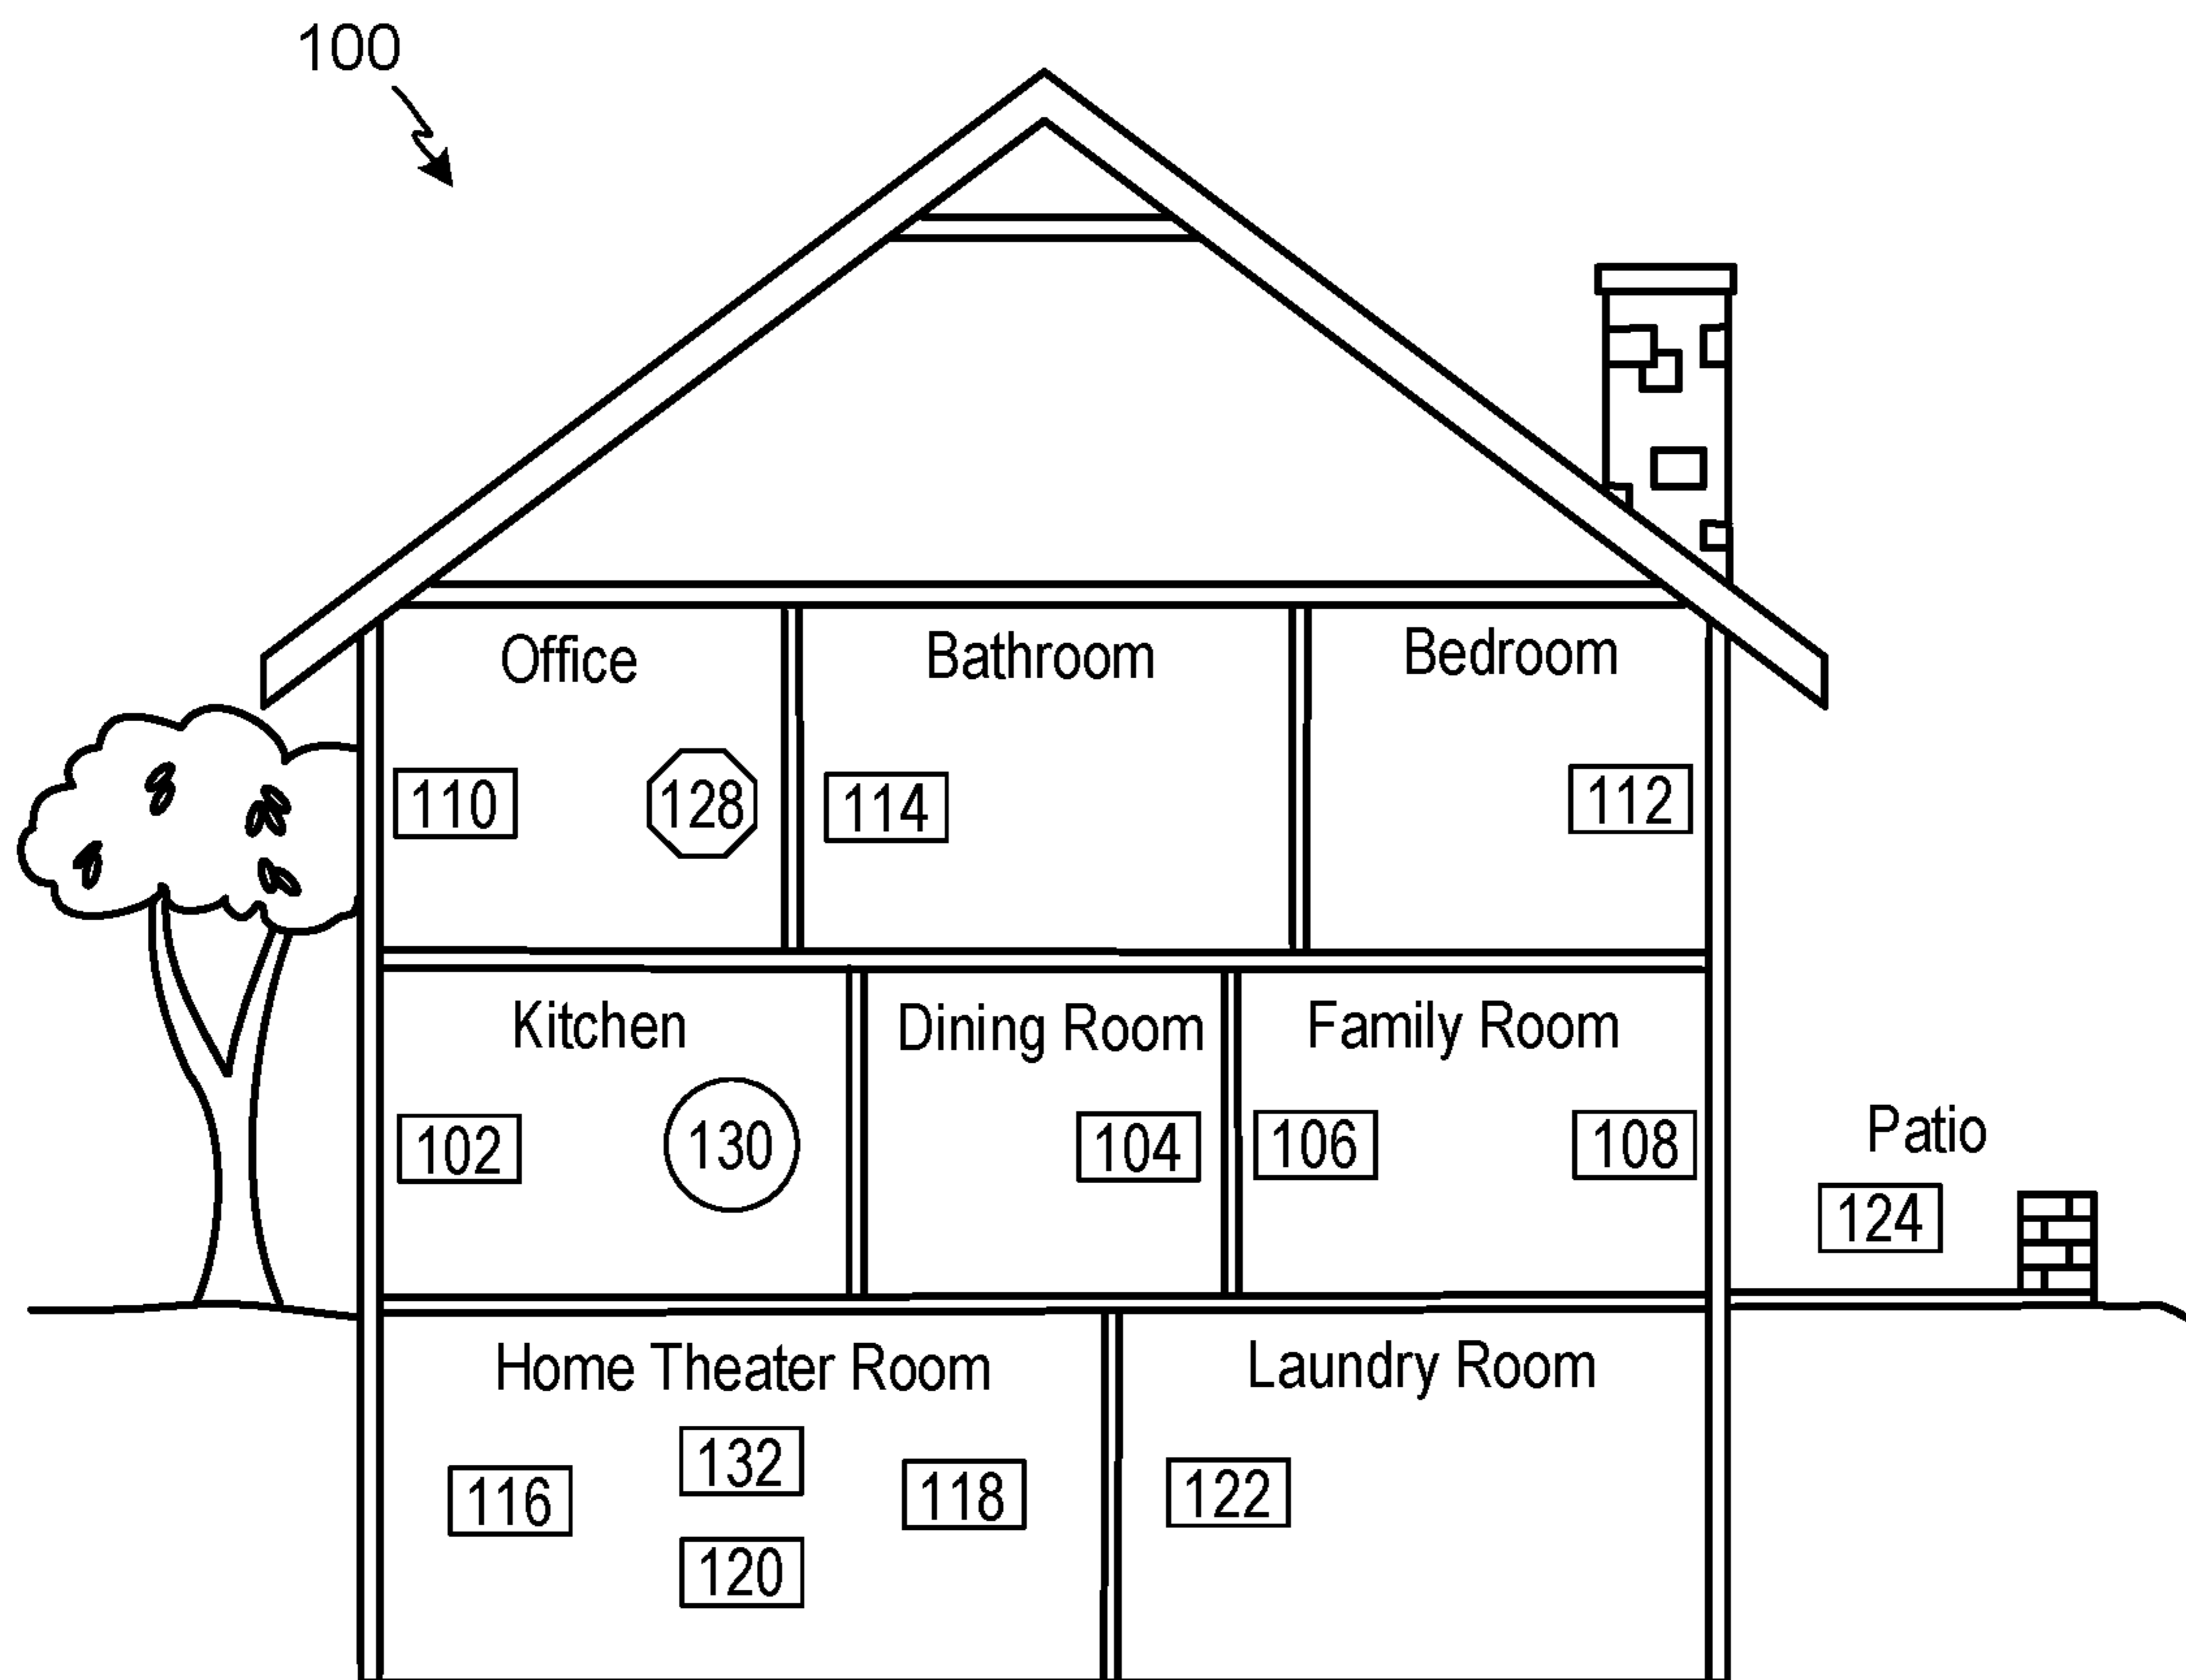 100
Office
Bathroom
Bedroom
110
128
114
112
Kitchen
Dining Room
Family Room
102
130
104
106
108
Patio
124
Home Theater Room
Laundry Room
116
132
118
122
120